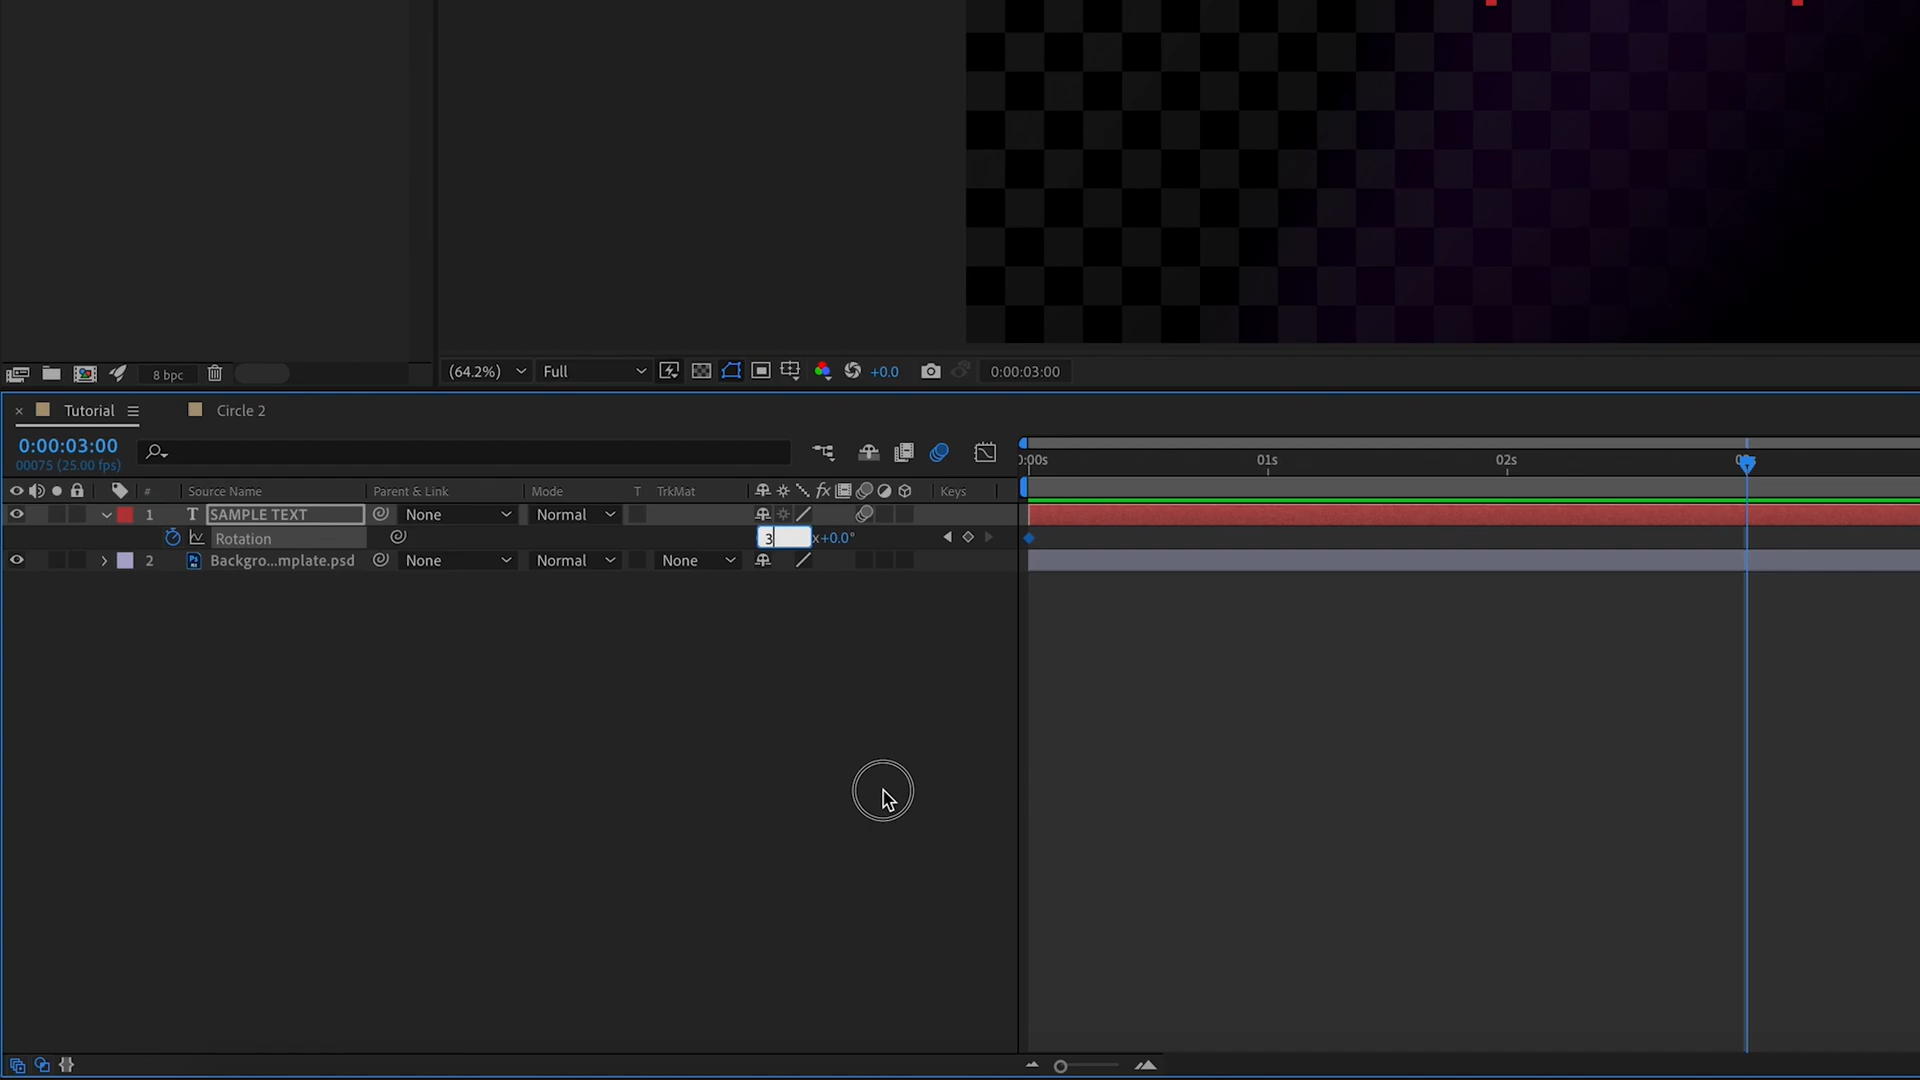 8 bpc
(64.2%) Full +0.0 0:00:03:00
× Tutorial Circle 2
0:00:03:00
00075 (25.00 fps)
0:00s 01s 02s
# Source Name Parent & Link Mode T TrkMat fx Keys
1 T SAMPLE TEXT None Normal
Rotation 3 x+0.0°
2 Ps Backgro...mplate.psd None Normal None